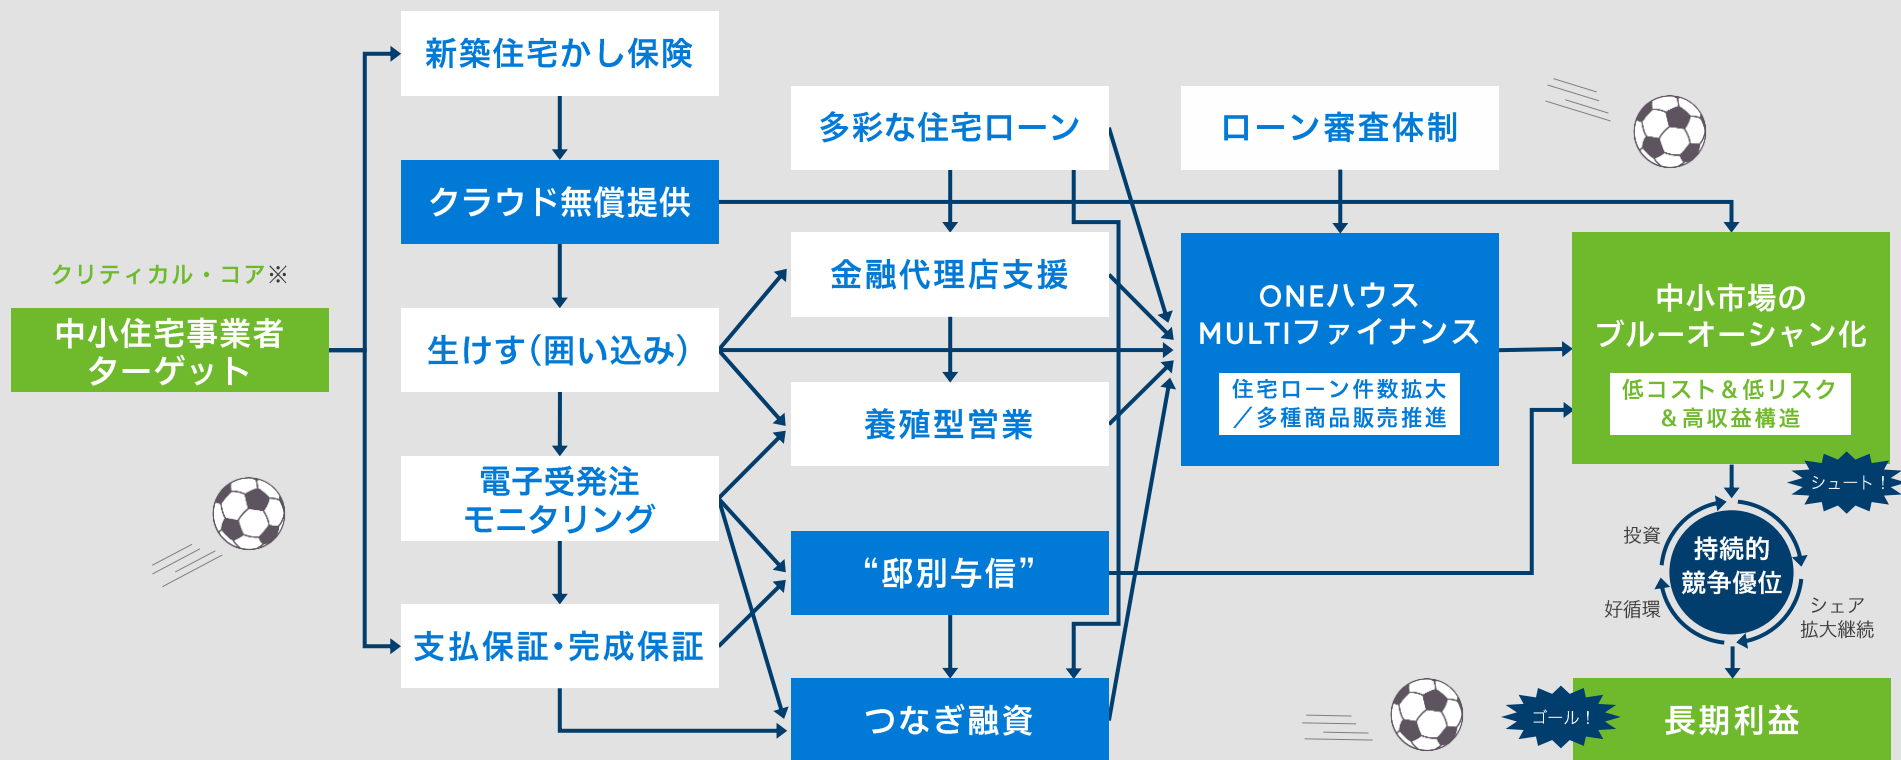 クリティカル・コア※
中小住宅事業者
ターゲット
新築住宅かし保険
クラウド無償提供
生けす(囲い込み)
電子受発注
モニタリング
支払保証・完成保証
多彩な住宅ローン
金融代理店支援
養殖型営業
“邸別与信”
つなぎ融資
ローン審査体制
ONEハウス
MULTIファイナンス
住宅ローン件数拡大
／多種商品販売推進
中小市場の
ブルーオーシャン化
低コスト＆低リスク
＆高収益構造
シュート！
投資
持続的
競争優位
好循環
シェア
拡大継続
ゴール！
長期利益